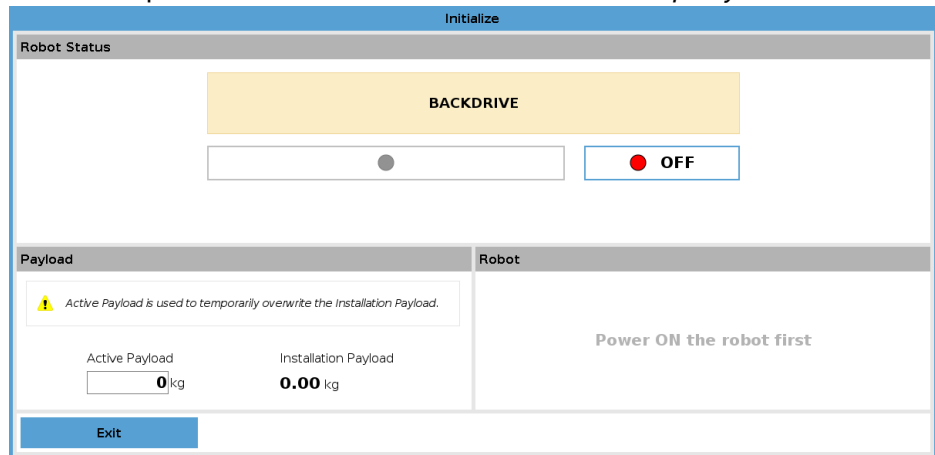 Initialize
Robot Status
BACKDRIVE
OFF
Payload
Robot
Active Payload is used to temporarily overwrite the Installation Payload.
Power ON the robot first
Active Payload
Installation Payload
0 kg
0.00 kg
Exit